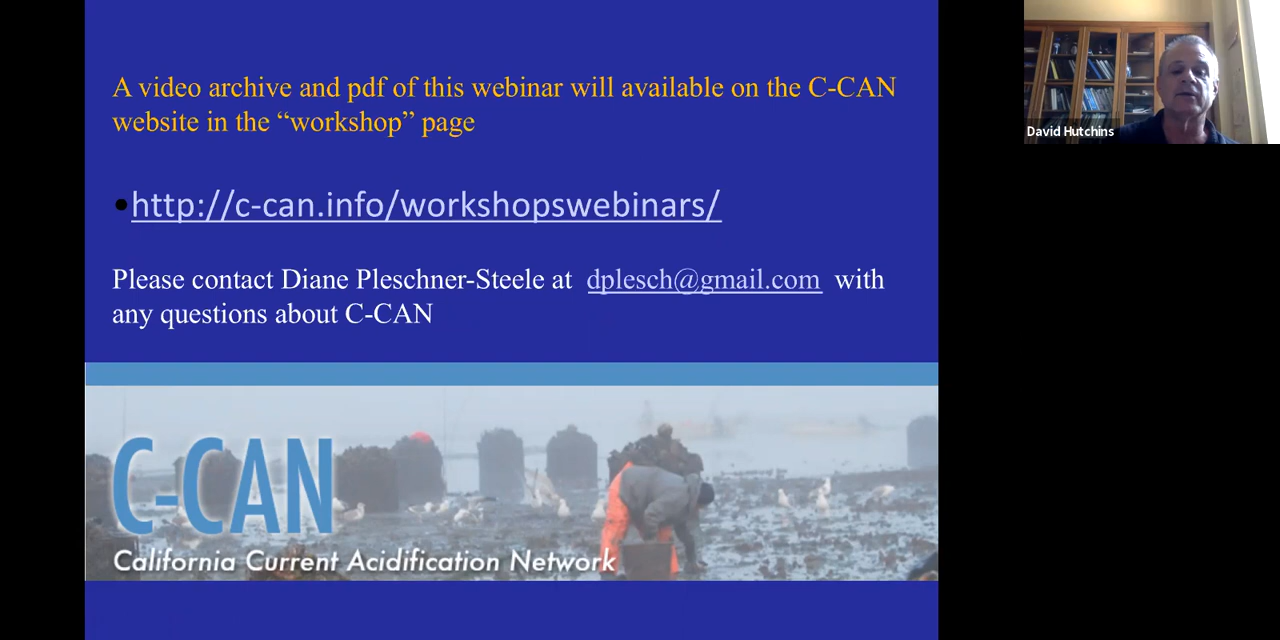 A video archive and pdf of this webinar will available on the C-CAN
website in the “workshop” page
•http://c-can.info/workshopswebinars/
Please contact Diane Pleschner-Steele at dplesch@gmail.com with
any questions about C-CAN
C-CAN
California Current Acidification Network
David Hutchins